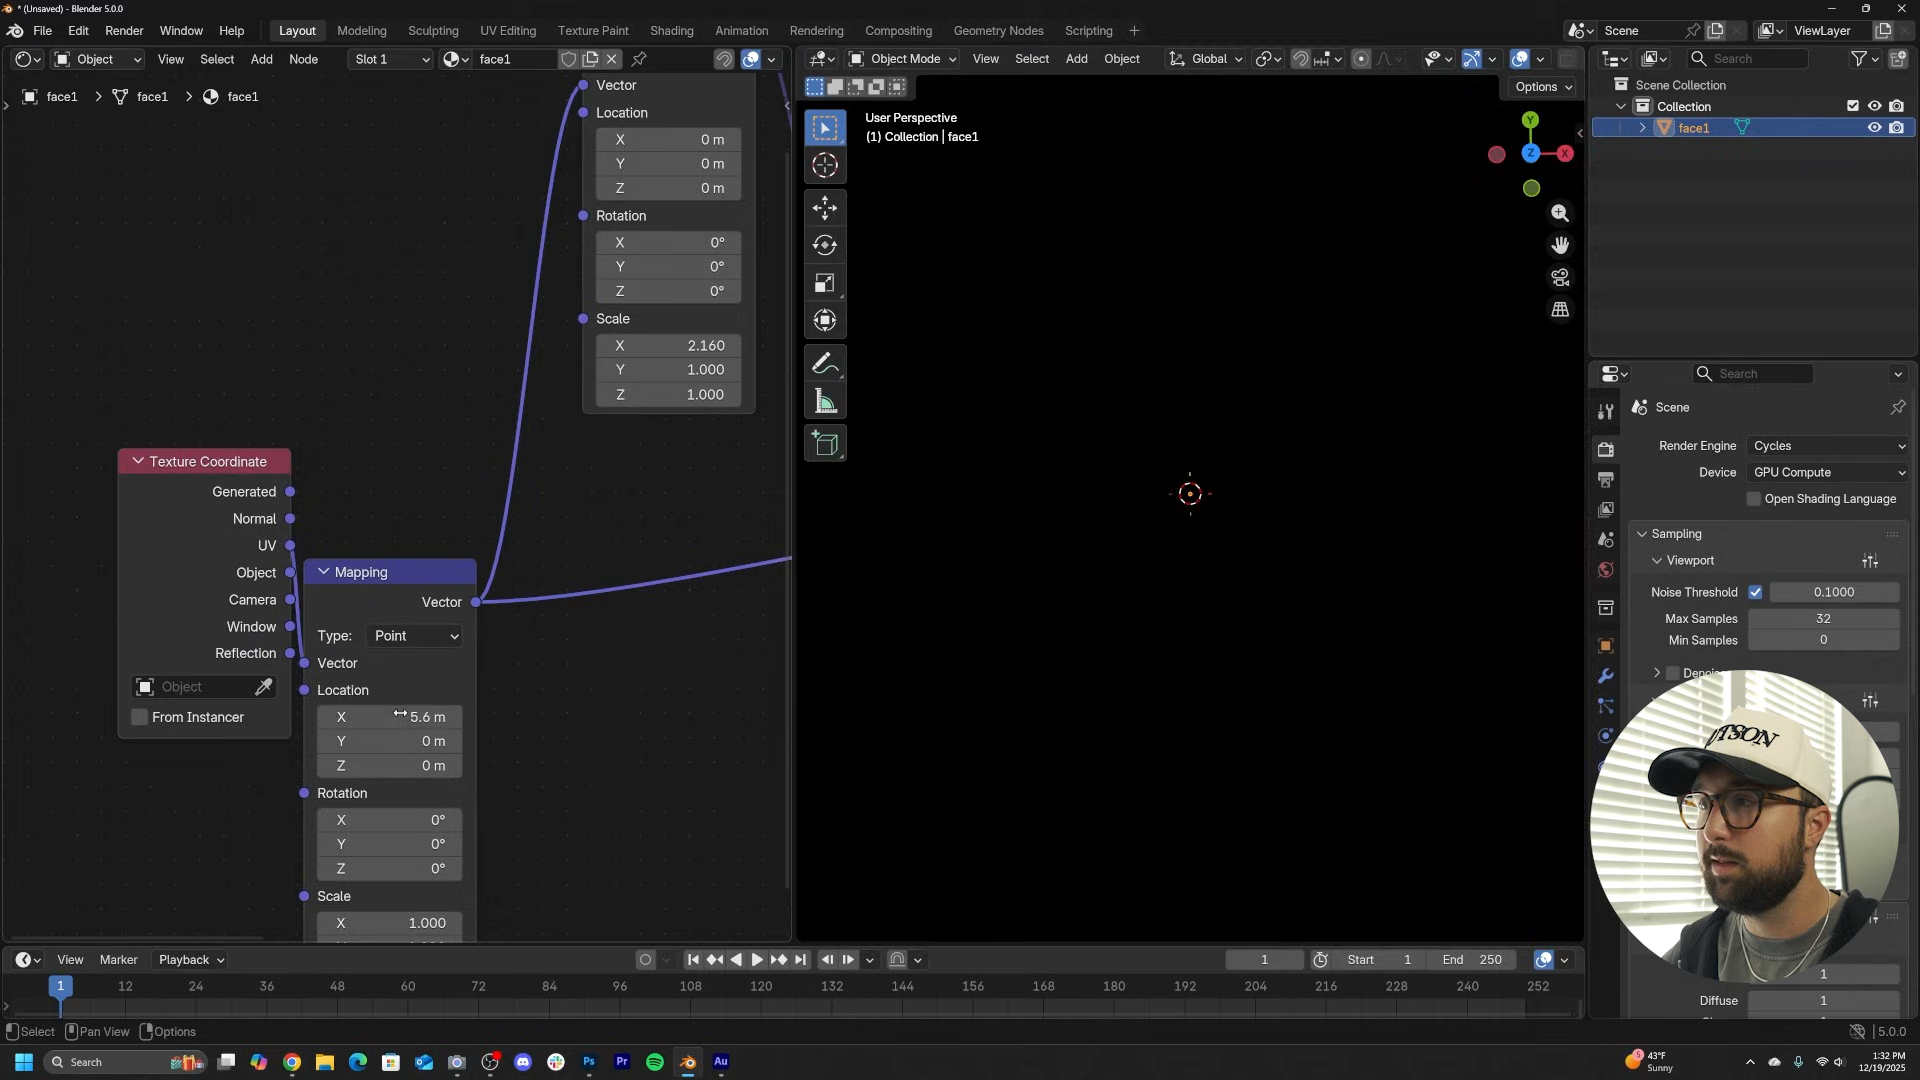 * (Unsaved) - Blender 5.0.0
File Edit Render Window Help Layout Modeling Sculpting UV Editing Texture Paint Shading Animation Rendering Compositing Geometry Nodes Scripting Scene ViewLayer
Object View Select Add Node Slot 1 face1
Object Mode View Select Add Object Global
Search
Options
face1 > face1 > face1
User Perspective
(1) Collection | face1
Scene Collection
Collection
face1
Y
Z
X
Vector
Location
X 0 m
Y 0 m
Z 0 m
Rotation
X 0°
Y 0°
Z 0°
Scale
X 2.160
Y 1.000
Z 1.000
Texture Coordinate
Generated
Normal
UV
Object
Camera
Window
Reflection
Object
From Instancer
Mapping
Vector
Type: Point
Vector
Location
X 5.6 m
Y 0 m
Z 0 m
Rotation
X 0°
Y 0°
Z 0°
Scale
X 1.000
Search
Scene
Render Engine Cycles
Device GPU Compute
Open Shading Language
Sampling
Viewport
Noise Threshold 0.1000
Max Samples 32
Min Samples 0
1
Diffuse 1
View Marker Playback 1 Start 1 End 250
1 12 24 36 48 60 72 84 96 108 120 132 144 156 168 180 192 204 216 228 240 252
Select Pan View Options 5.0.0
Search
43°F
Sunny
1:32 PM
12/19/2025